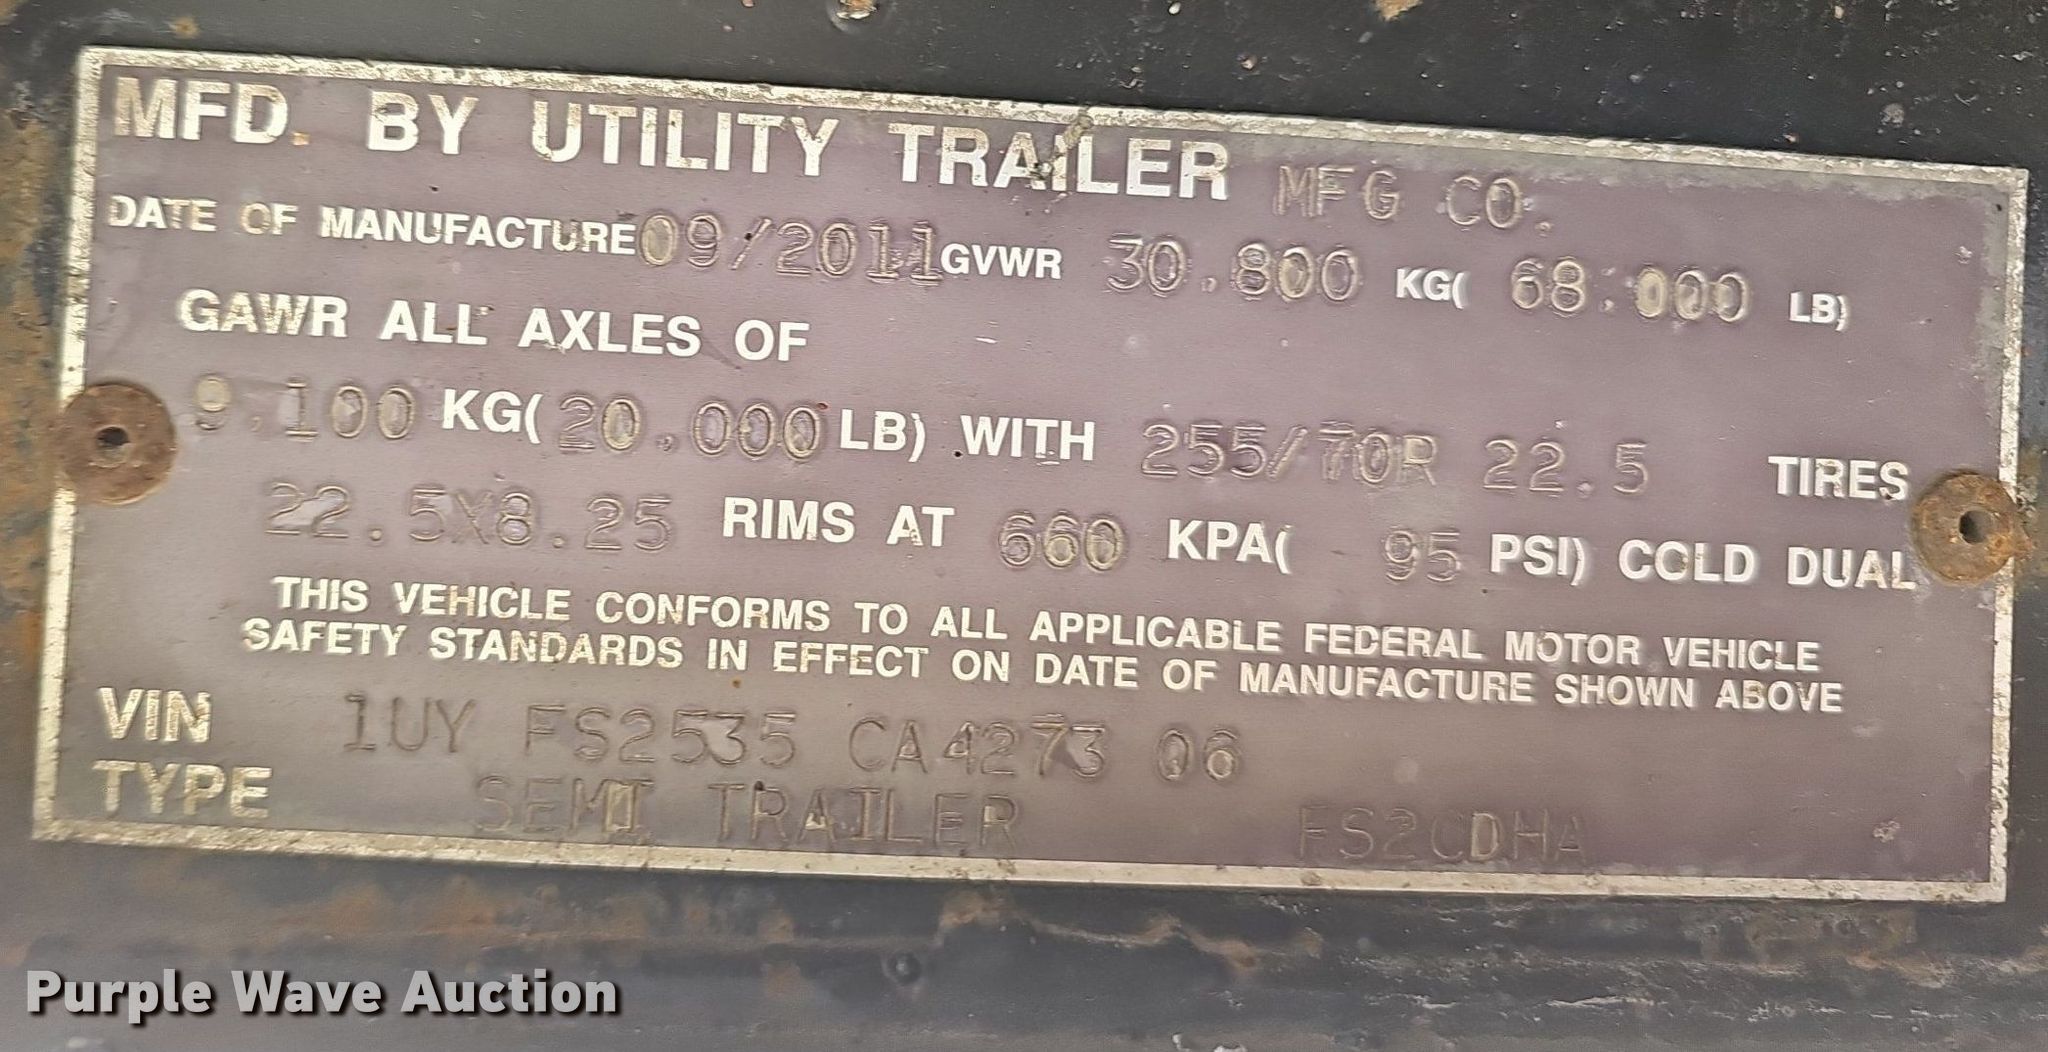 MFD. BY UTILITY TRAILER MFG CO.
DATE OF MANUFACTURE 09/2011 GVWR 30.800 KG( 68.000 LB)
GAWR ALL AXLES OF
9.100 KG( 20.000 LB) WITH 255/70R 22.5 TIRES
22.5X8.25 RIMS AT 660 KPA( 95 PSI) COLD DUAL
THIS VEHICLE CONFORMS TO ALL APPLICABLE FEDERAL MOTOR VEHICLE
SAFETY STANDARDS IN EFFECT ON DATE OF MANUFACTURE SHOWN ABOVE
VIN 1UY FS2535 CA4273 06
TYPE SEMI TRAILER FS2CDHA
Purple Wave Auction